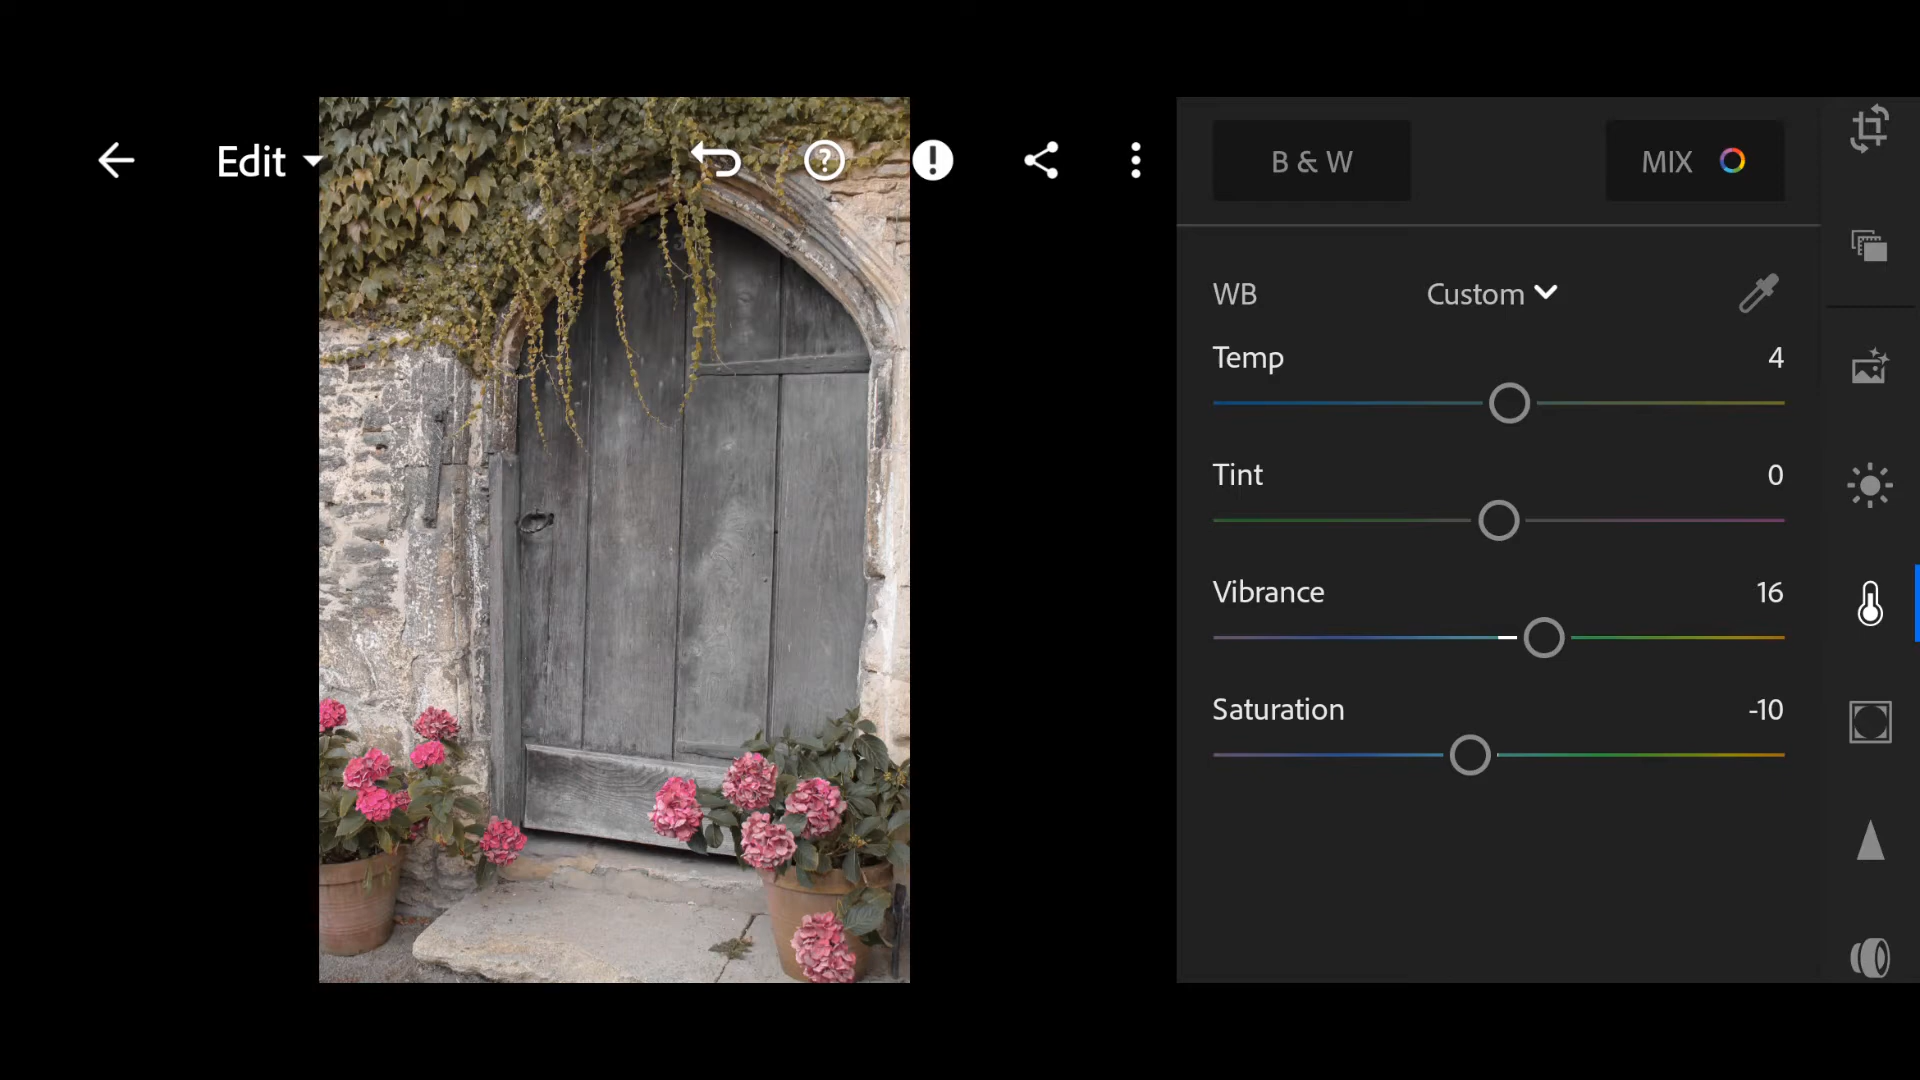 Edit
B & W
MIX
WB
Custom
Temp
4
Tint
0
Vibrance
16
Saturation
-10